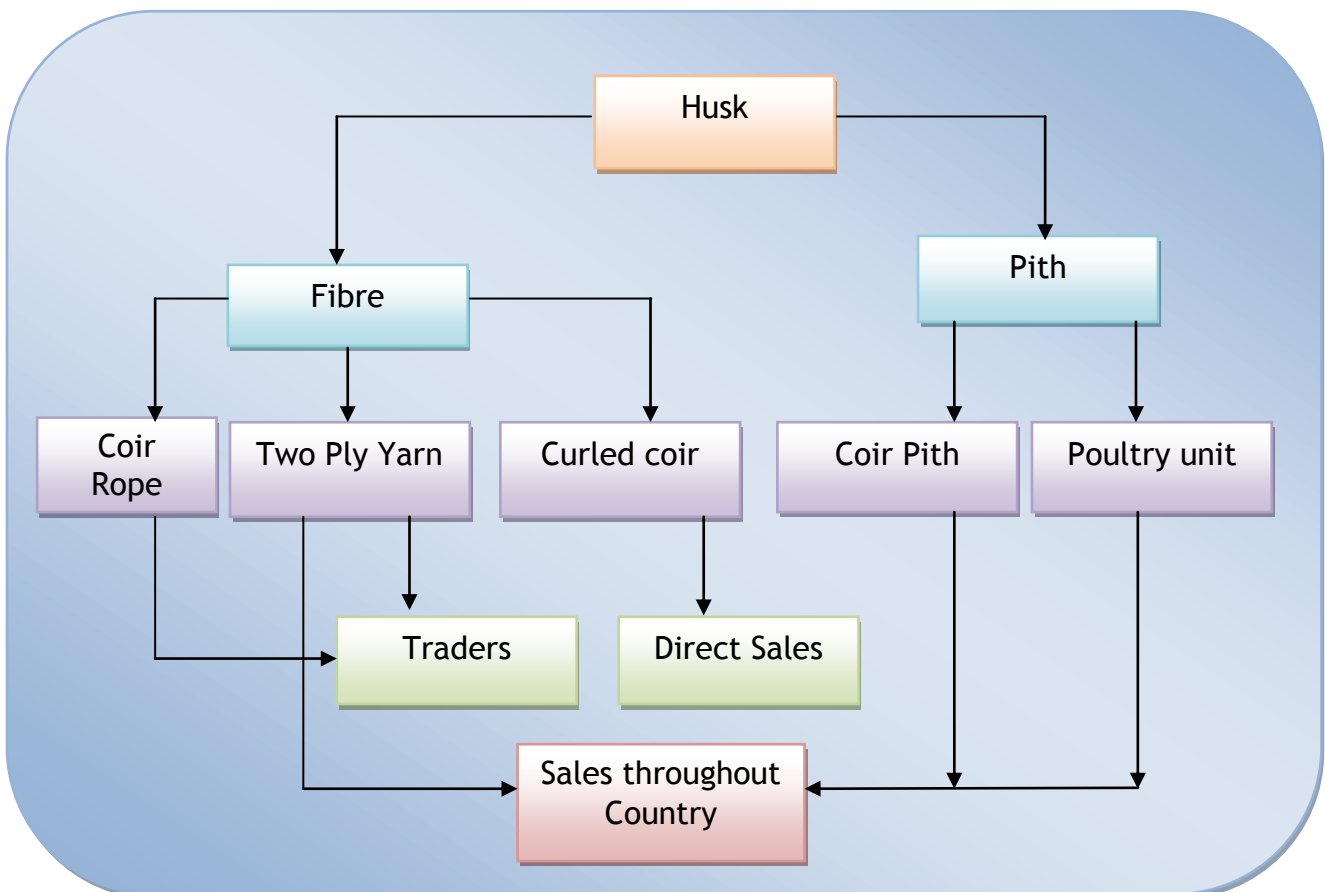 Husk
Pith
Fibre
Coir
Rope
Two Ply Yarn
Curled coir
Coir Pith
Poultry unit
Traders
Direct Sales
Sales throughout
Country